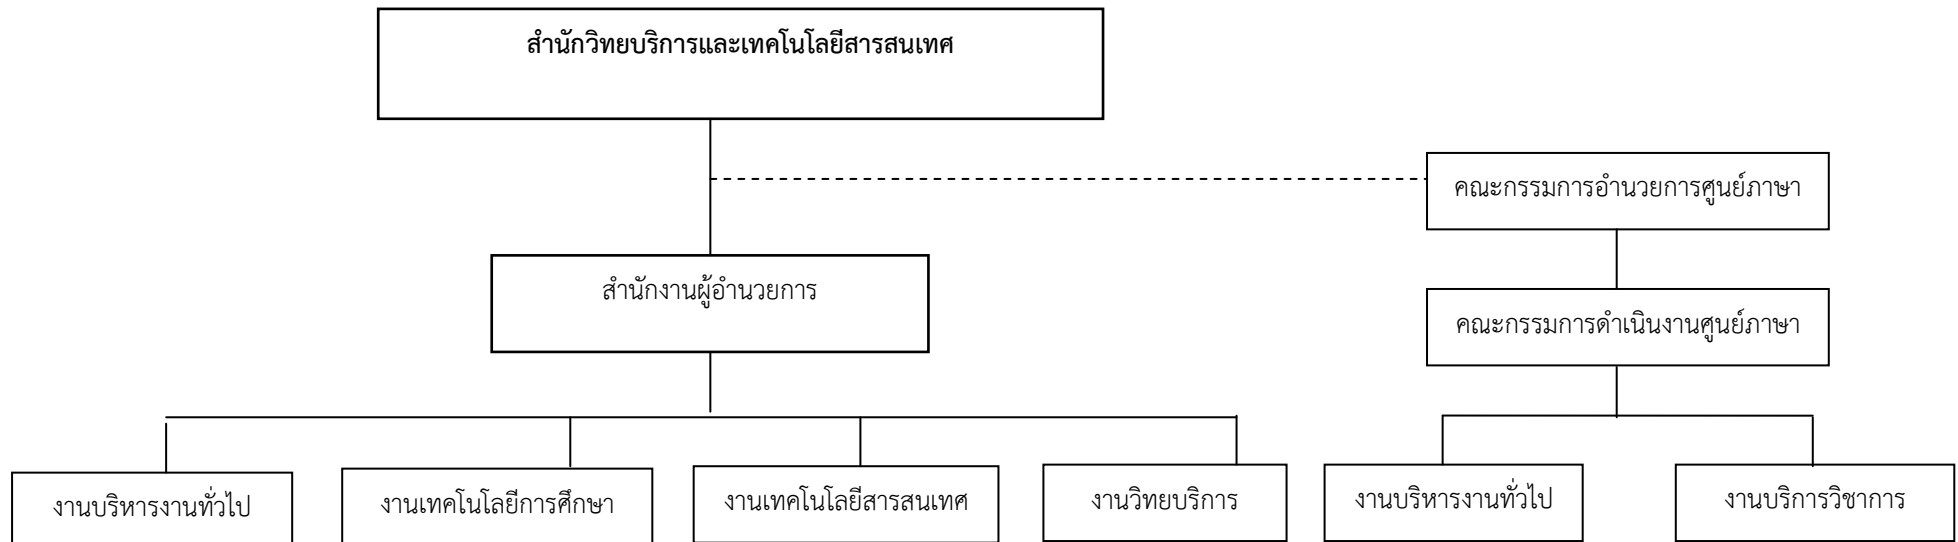 สำนักวิทยบริการและเทคโนโลยีสารสนเทศ
คณะกรรมการอำนวยการศูนย์ภาษา
สำนักงานผู้อำนวยการ
คณะกรรมการดำเนินงานศูนย์ภาษา
งานบริหารงานทั่วไป
งานเทคโนโลยีการศึกษา
งานเทคโนโลยีสารสนเทศ
งานวิทยบริการ
งานบริหารงานทั่วไป
งานบริการวิชาการ